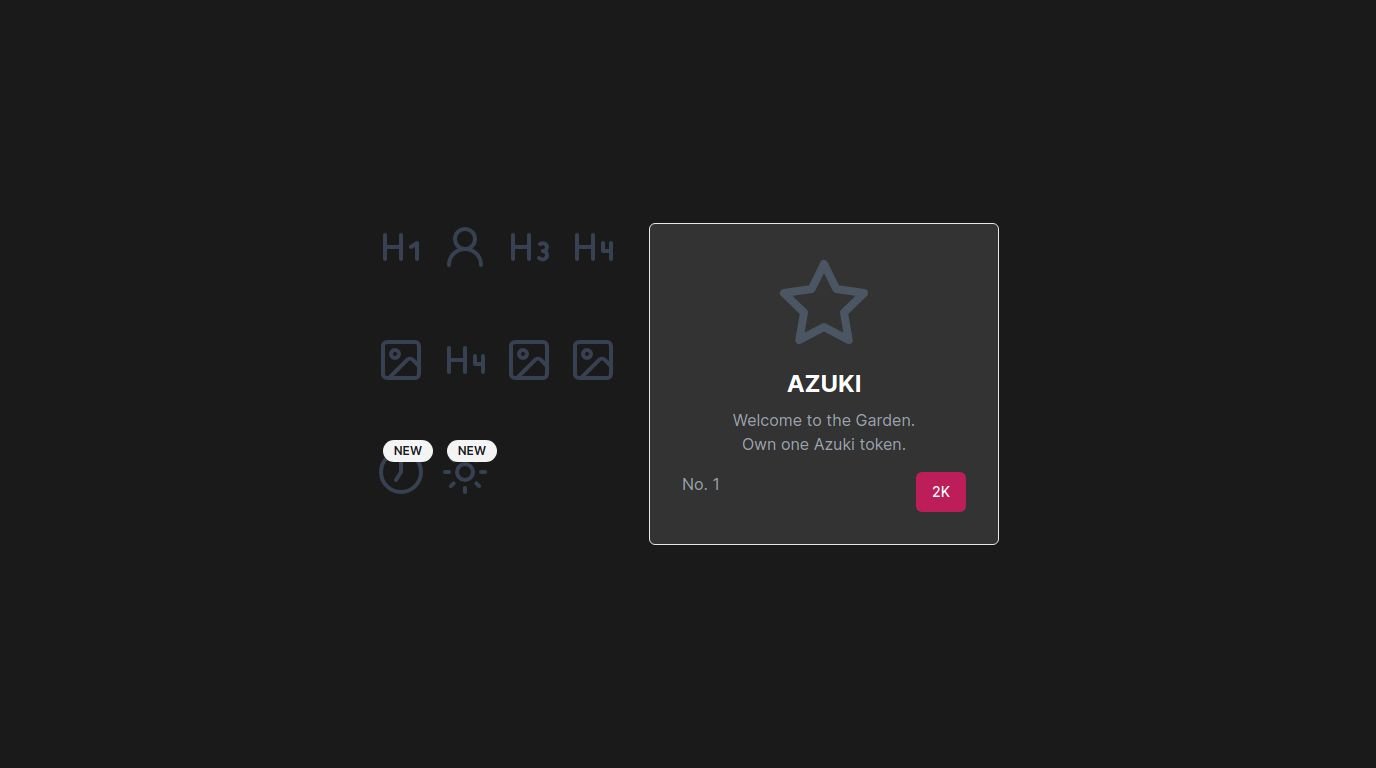 H1 H3 H4
H4
NEW NEW
AZUKI
Welcome to the Garden.
Own one Azuki token.
No. 1
2K